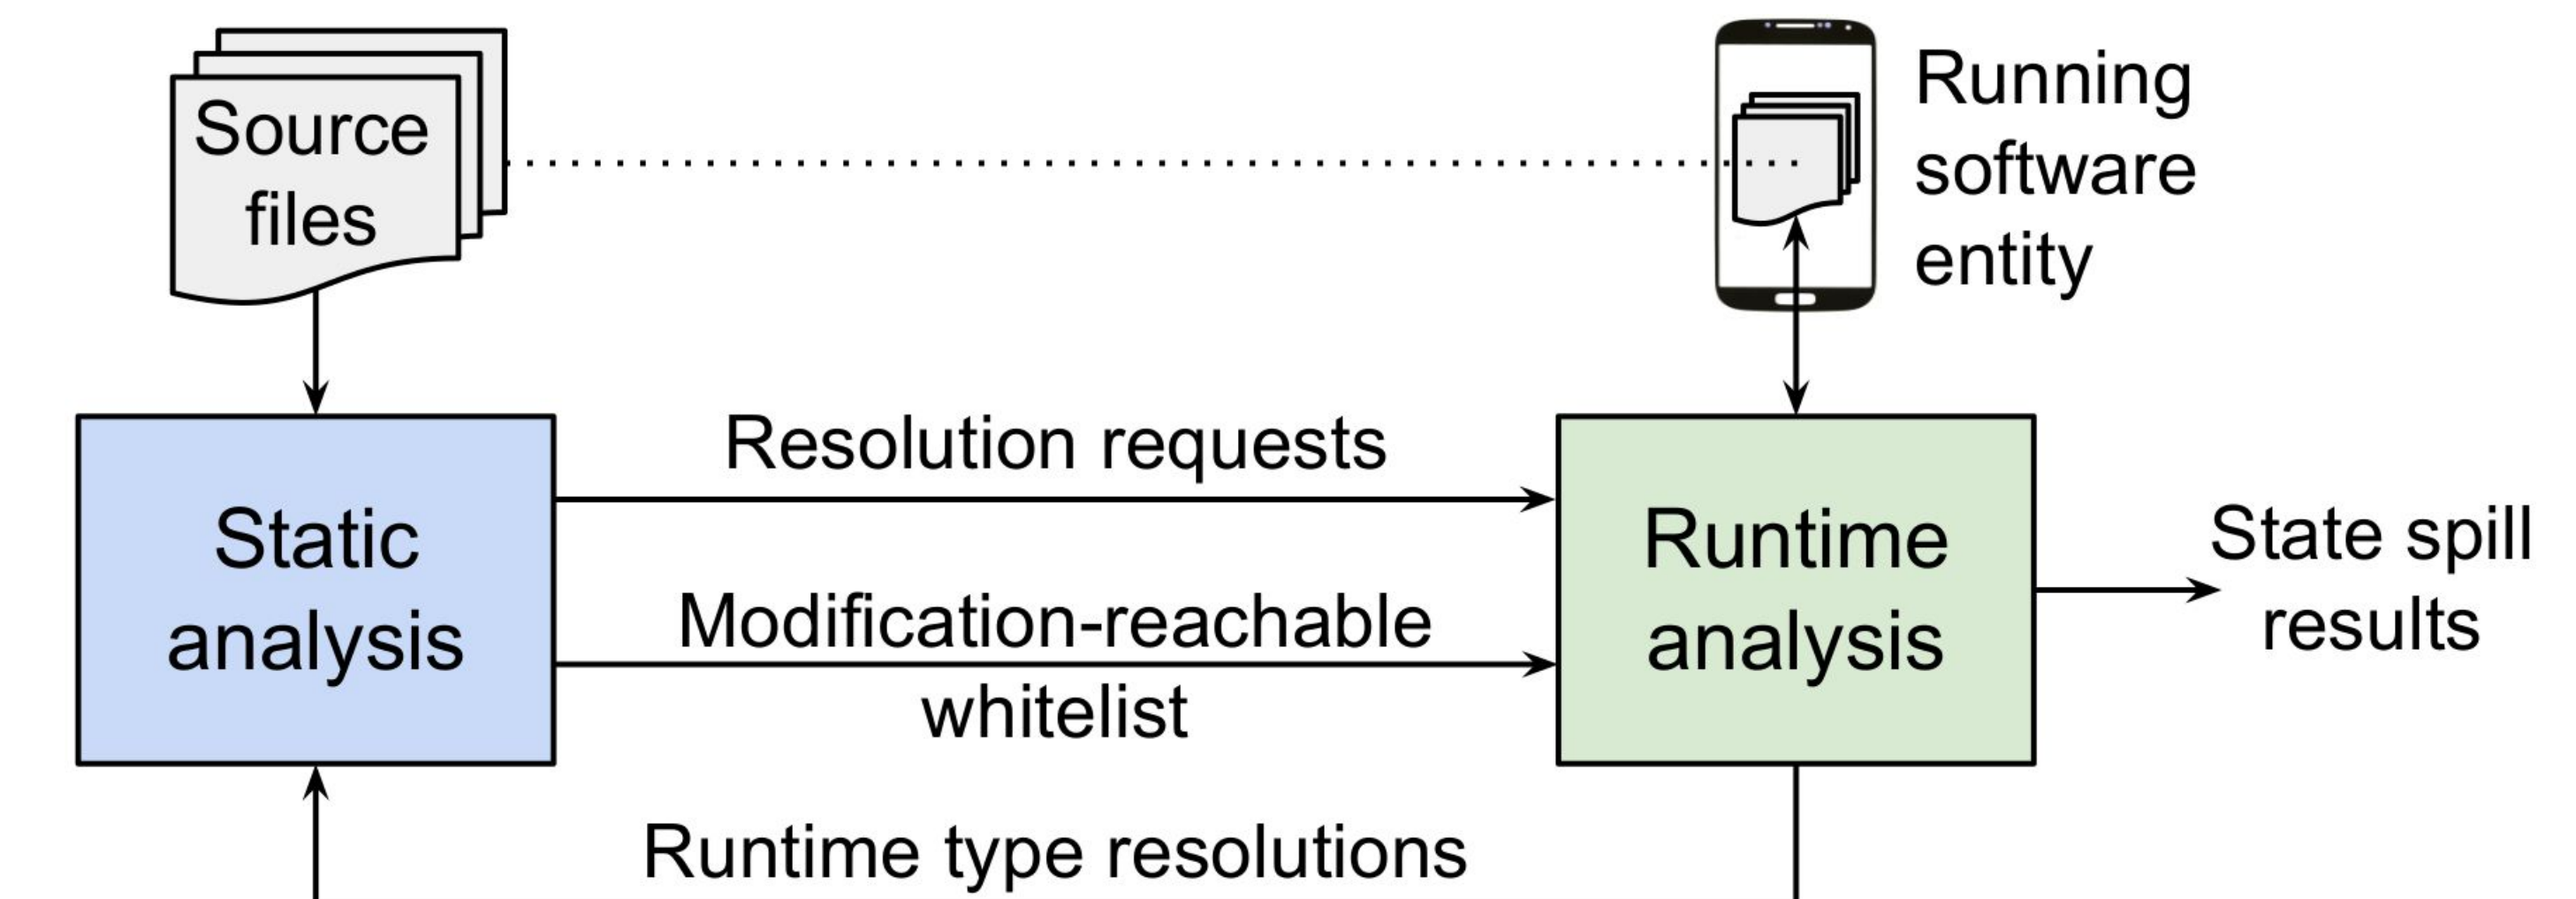 Source
files
Running
software
entity
Resolution requests
Static
analysis
Modification-reachable
whitelist
Runtime
analysis
State spill
results
Runtime type resolutions